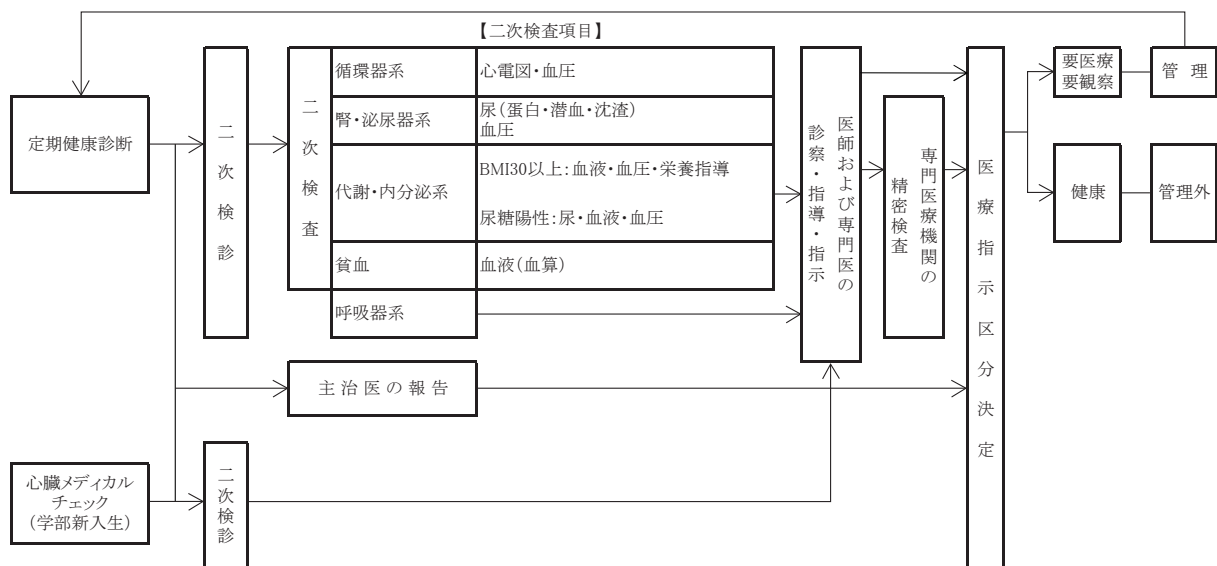 【二次検査項目】
定期健康診断
二次検診
二次検査
循環器系
心電図・血圧
腎・泌尿器系
尿（蛋白・潜血・沈渣）
血圧
代謝・内分泌系
BMI30以上：血液・血圧・栄養指導
尿糖陽性：尿・血液・血圧
貧血
血液（血算）
呼吸器系
医師および専門医の
診察・指導・指示
専門医療機関の
精密検査
医療指示区分決定
要医療
要観察
管 理
健康
管理外
主 治 医 の 報 告
心臓メディカル
チェック
（学部新入生）
二次検診